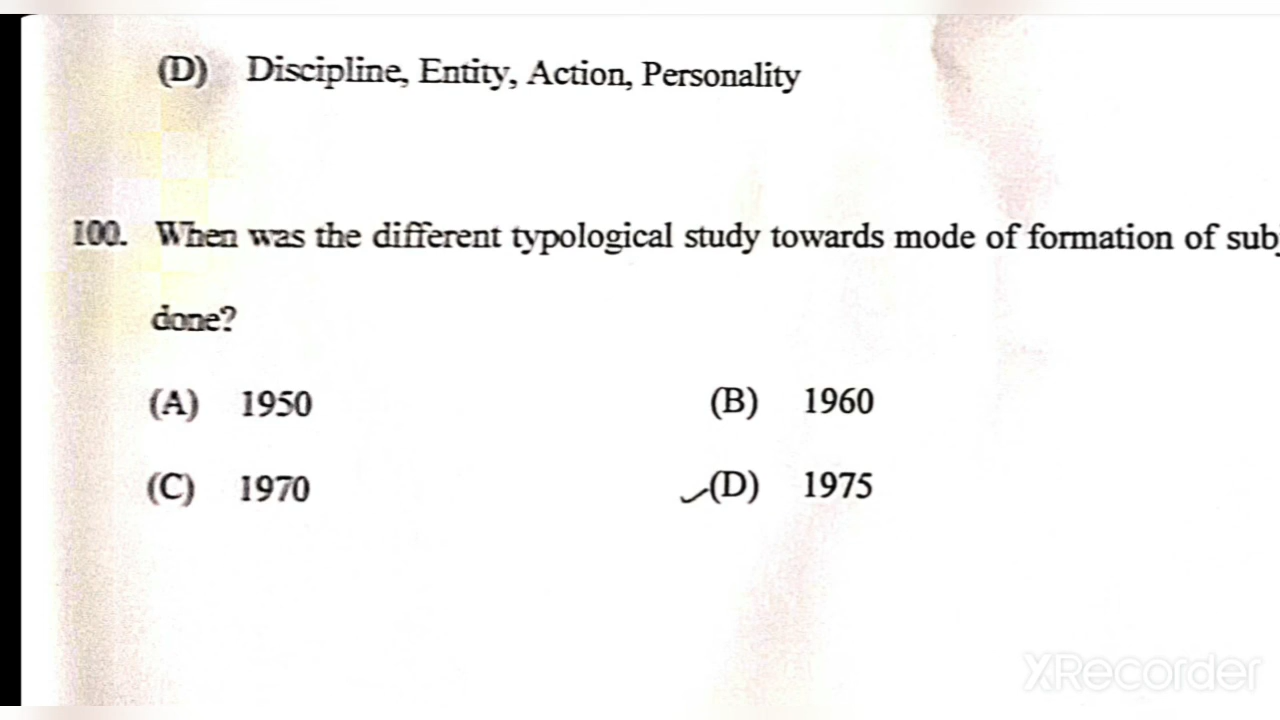 (D) Discipline, Entity, Action, Personality
100. When was the different typological study towards mode of formation of
done?
(A) 1950 (B) 1960
(C) 1970 (D) 1975
XRecorder